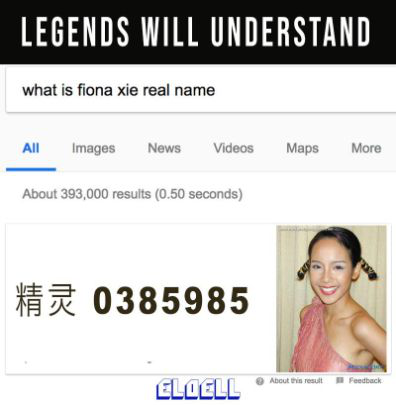 LEGENDS WILL UNDERSTAND
what is fiona xie real name
All Images News Videos Maps More
About 393,000 results (0.50 seconds)
精灵 0385985
ELOELL
About this result Feedback